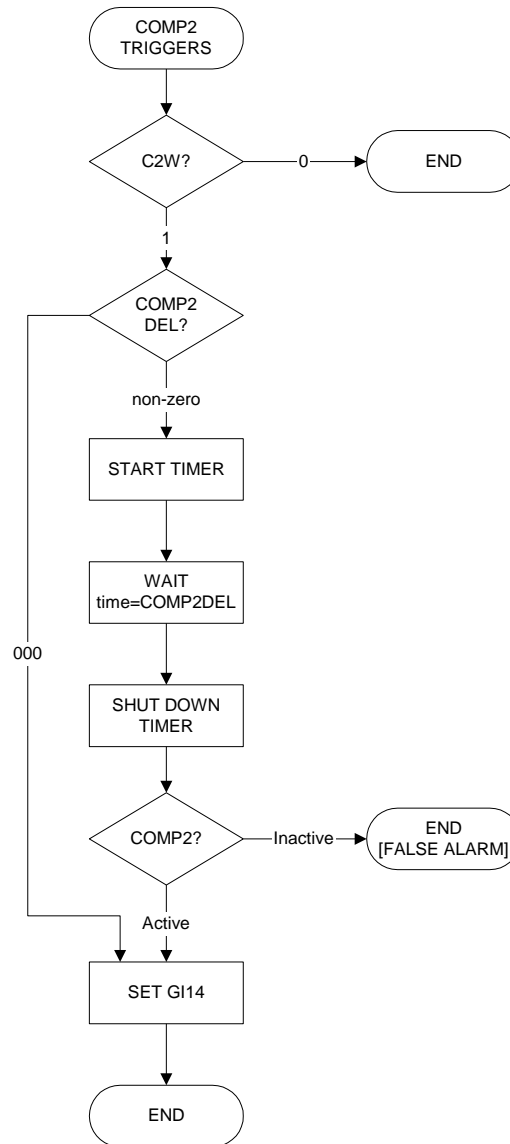 COMP2
TRIGGERS
C2W?
0
END
1
COMP2
DEL?
non-zero
START TIMER
WAIT
time=COMP2DEL
000
SHUT DOWN
TIMER
COMP2?
Inactive
END
[FALSE ALARM]
Active
SET GI14
END